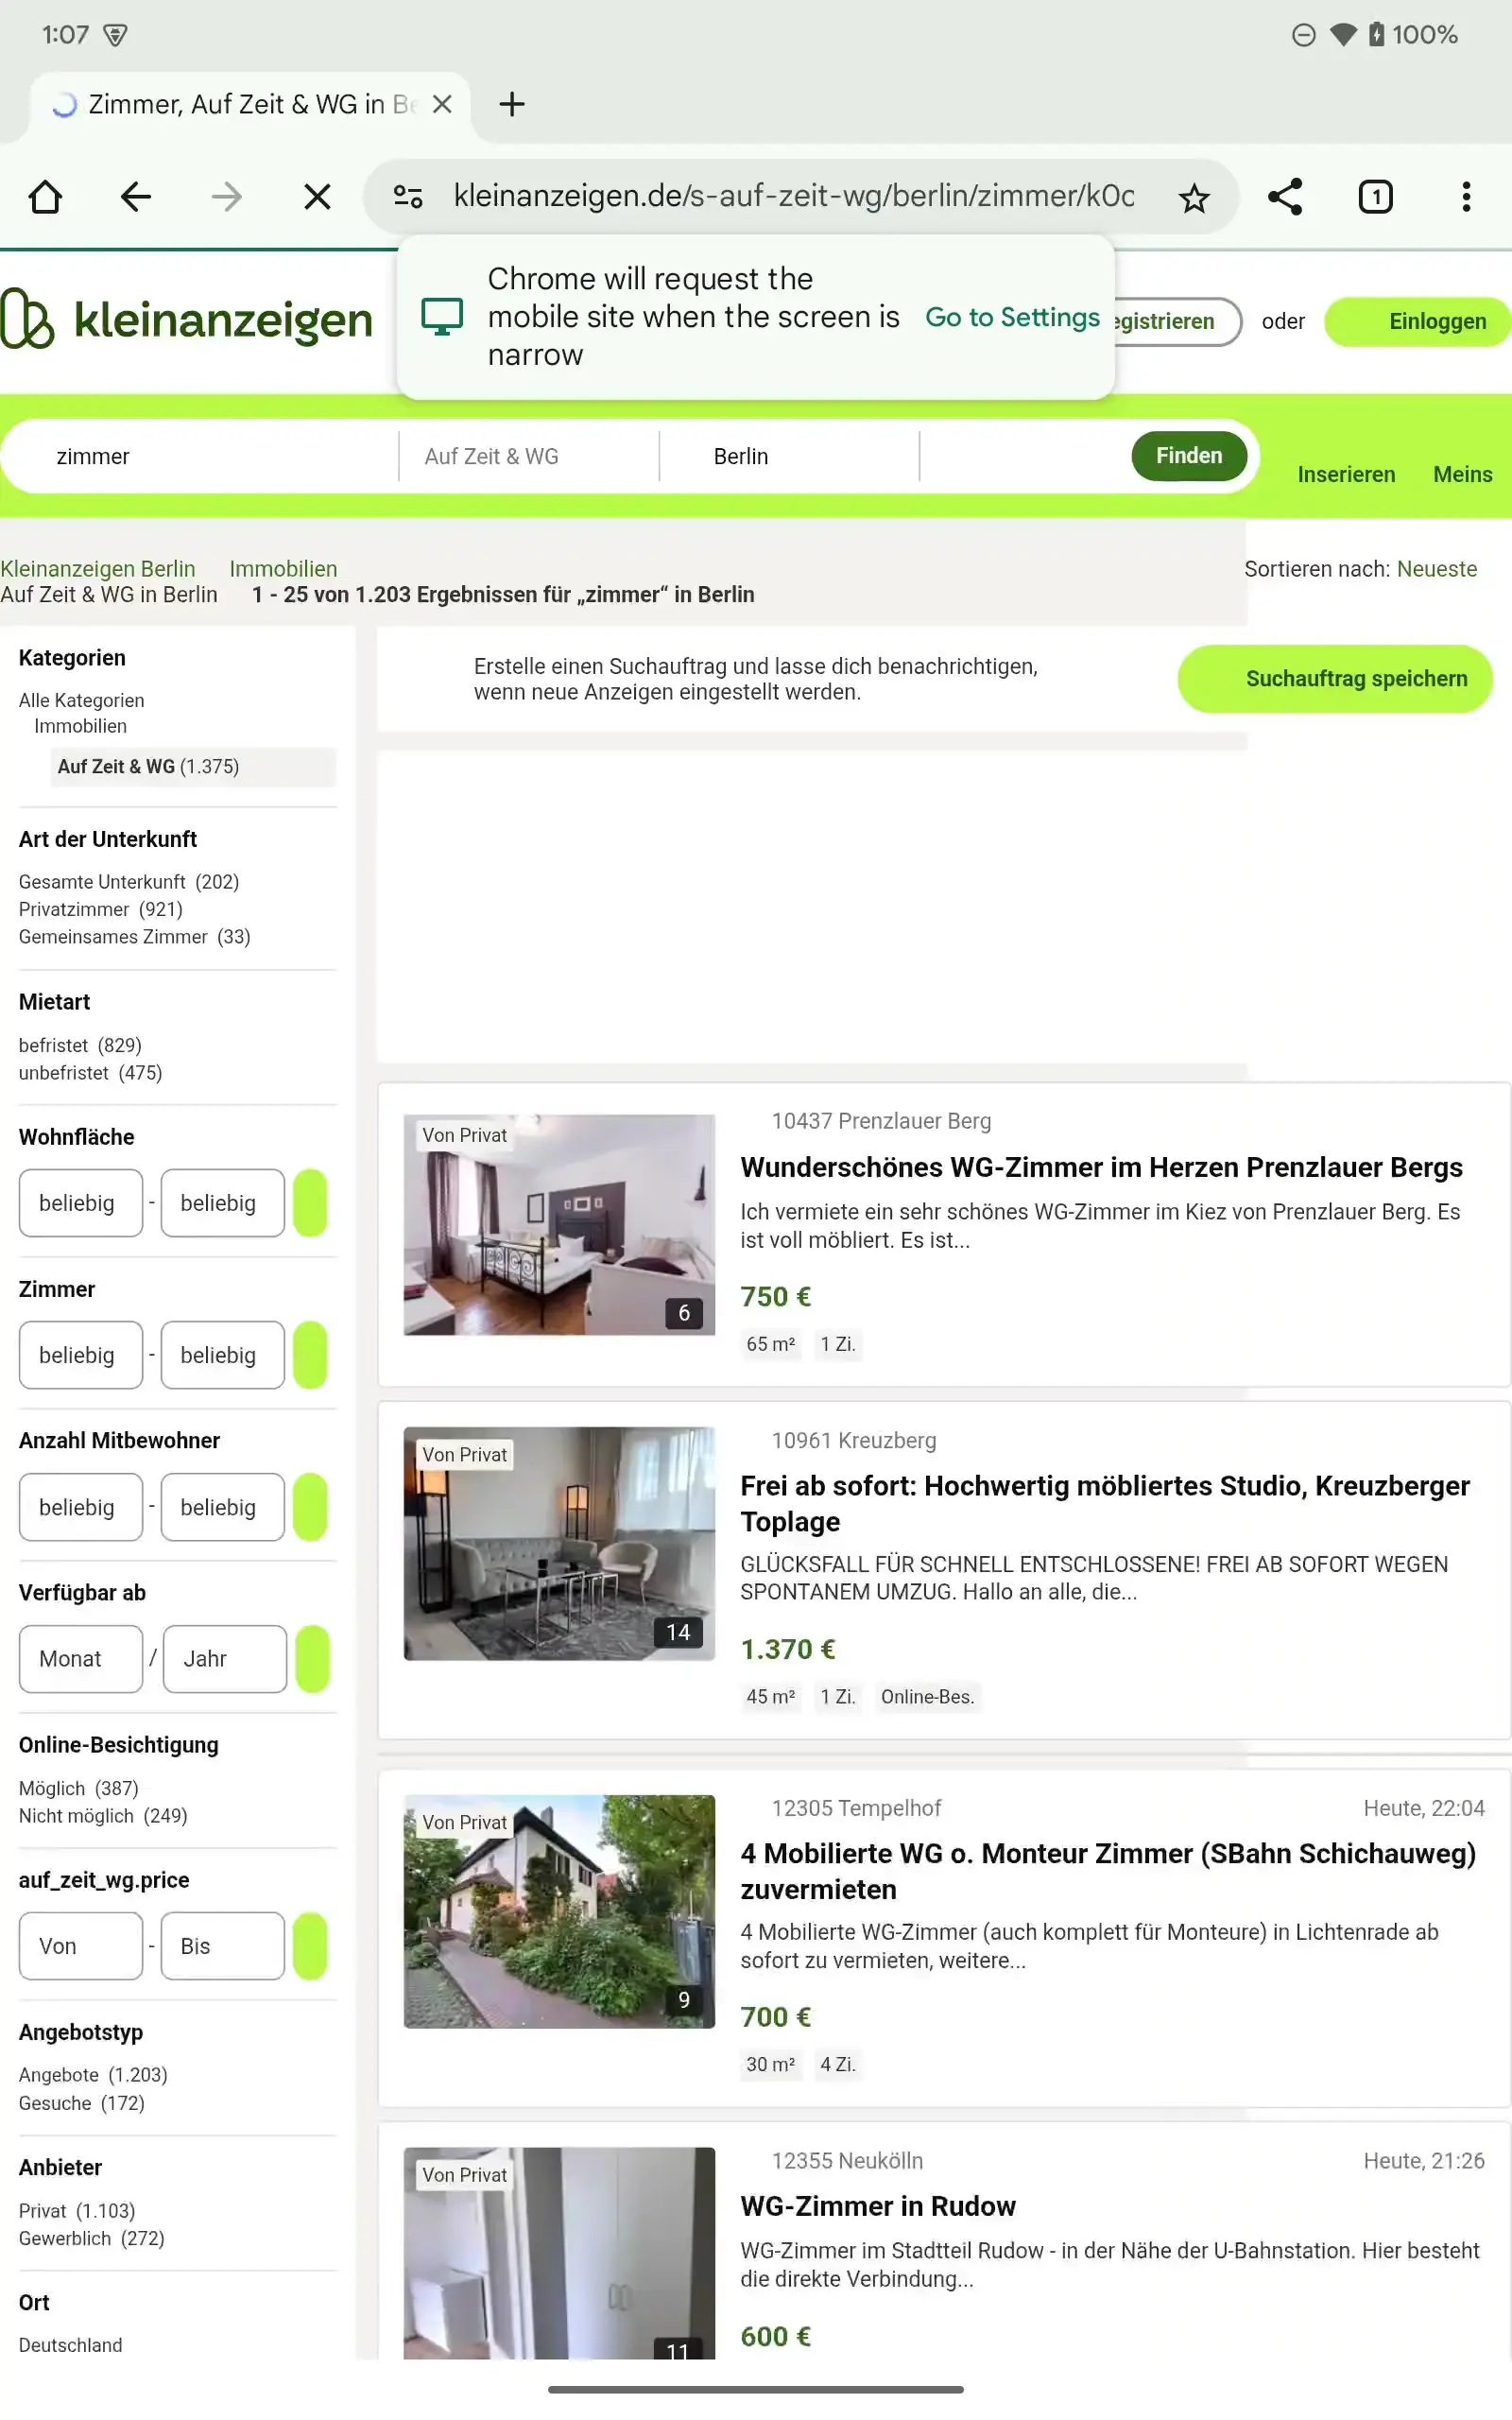 1:07
100%
Zimmer, Auf Zeit & WG in Be
kleinanzeigen.de/s-auf-zeit-wg/berlin/zimmer/k0c
1
Chrome will request the
mobile site when the screen is
narrow
Go to Settings
kleinanzeigen
egistrieren
oder
Einloggen
zimmer
Auf Zeit & WG
Berlin
Finden
Inserieren
Meins
Kleinanzeigen Berlin
Immobilien
Auf Zeit & WG in Berlin
1 - 25 von 1.203 Ergebnissen für „zimmer“ in Berlin
Sortieren nach: Neueste
Kategorien
Alle Kategorien
Immobilien
Auf Zeit & WG (1.375)
Art der Unterkunft
Gesamte Unterkunft (202)
Privatzimmer (921)
Gemeinsames Zimmer (33)
Mietart
befristet (829)
unbefristet (475)
Wohnfläche
beliebig - beliebig
Zimmer
beliebig - beliebig
Anzahl Mitbewohner
beliebig - beliebig
Verfügbar ab
Monat / Jahr
Online-Besichtigung
Möglich (387)
Nicht möglich (249)
auf_zeit_wg.price
Von - Bis
Angebotstyp
Angebote (1.203)
Gesuche (172)
Anbieter
Privat (1.103)
Gewerblich (272)
Ort
Deutschland
Erstelle einen Suchauftrag und lasse dich benachrichtigen,
wenn neue Anzeigen eingestellt werden.
Suchauftrag speichern
Von Privat
6
10437 Prenzlauer Berg
Wunderschönes WG-Zimmer im Herzen Prenzlauer Bergs
Ich vermiete ein sehr schönes WG-Zimmer im Kiez von Prenzlauer Berg. Es
ist voll möbliert. Es ist...
750 €
65 m² 1 Zi.
Von Privat
14
10961 Kreuzberg
Frei ab sofort: Hochwertig möbliertes Studio, Kreuzberger
Toplage
GLÜCKSFALL FÜR SCHNELL ENTSCHLOSSENE! FREI AB SOFORT WEGEN
SPONTANEM UMZUG. Hallo an alle, die...
1.370 €
45 m² 1 Zi. Online-Bes.
Von Privat
9
12305 Tempelhof
Heute, 22:04
4 Mobilierte WG o. Monteur Zimmer (SBahn Schichauweg)
zuvermieten
4 Mobilierte WG-Zimmer (auch komplett für Monteure) in Lichtenrade ab
sofort zu vermieten, weitere...
700 €
30 m² 4 Zi.
Von Privat
11
12355 Neukölln
Heute, 21:26
WG-Zimmer in Rudow
WG-Zimmer im Stadtteil Rudow - in der Nähe der U-Bahnstation. Hier besteht
die direkte Verbindung...
600 €